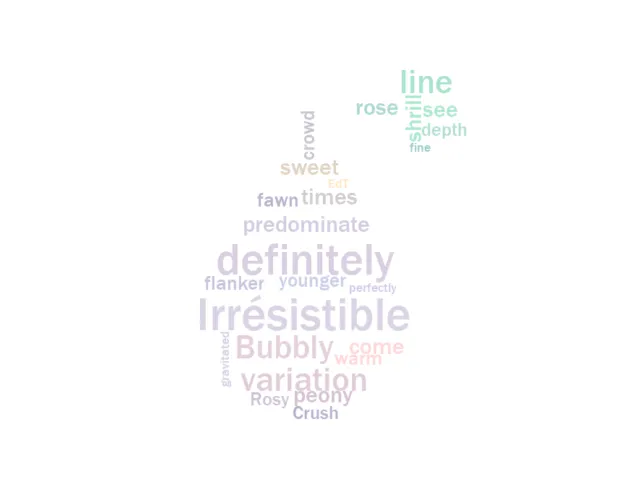 line
rose
shrill
see
depth
fine
crowd
sweet
EdT
fawn times
predominate
definitely
flanker younger perfectly
Irrésistible
gravitated
Bubbly come
warm
variation
Rosy peony
Crush